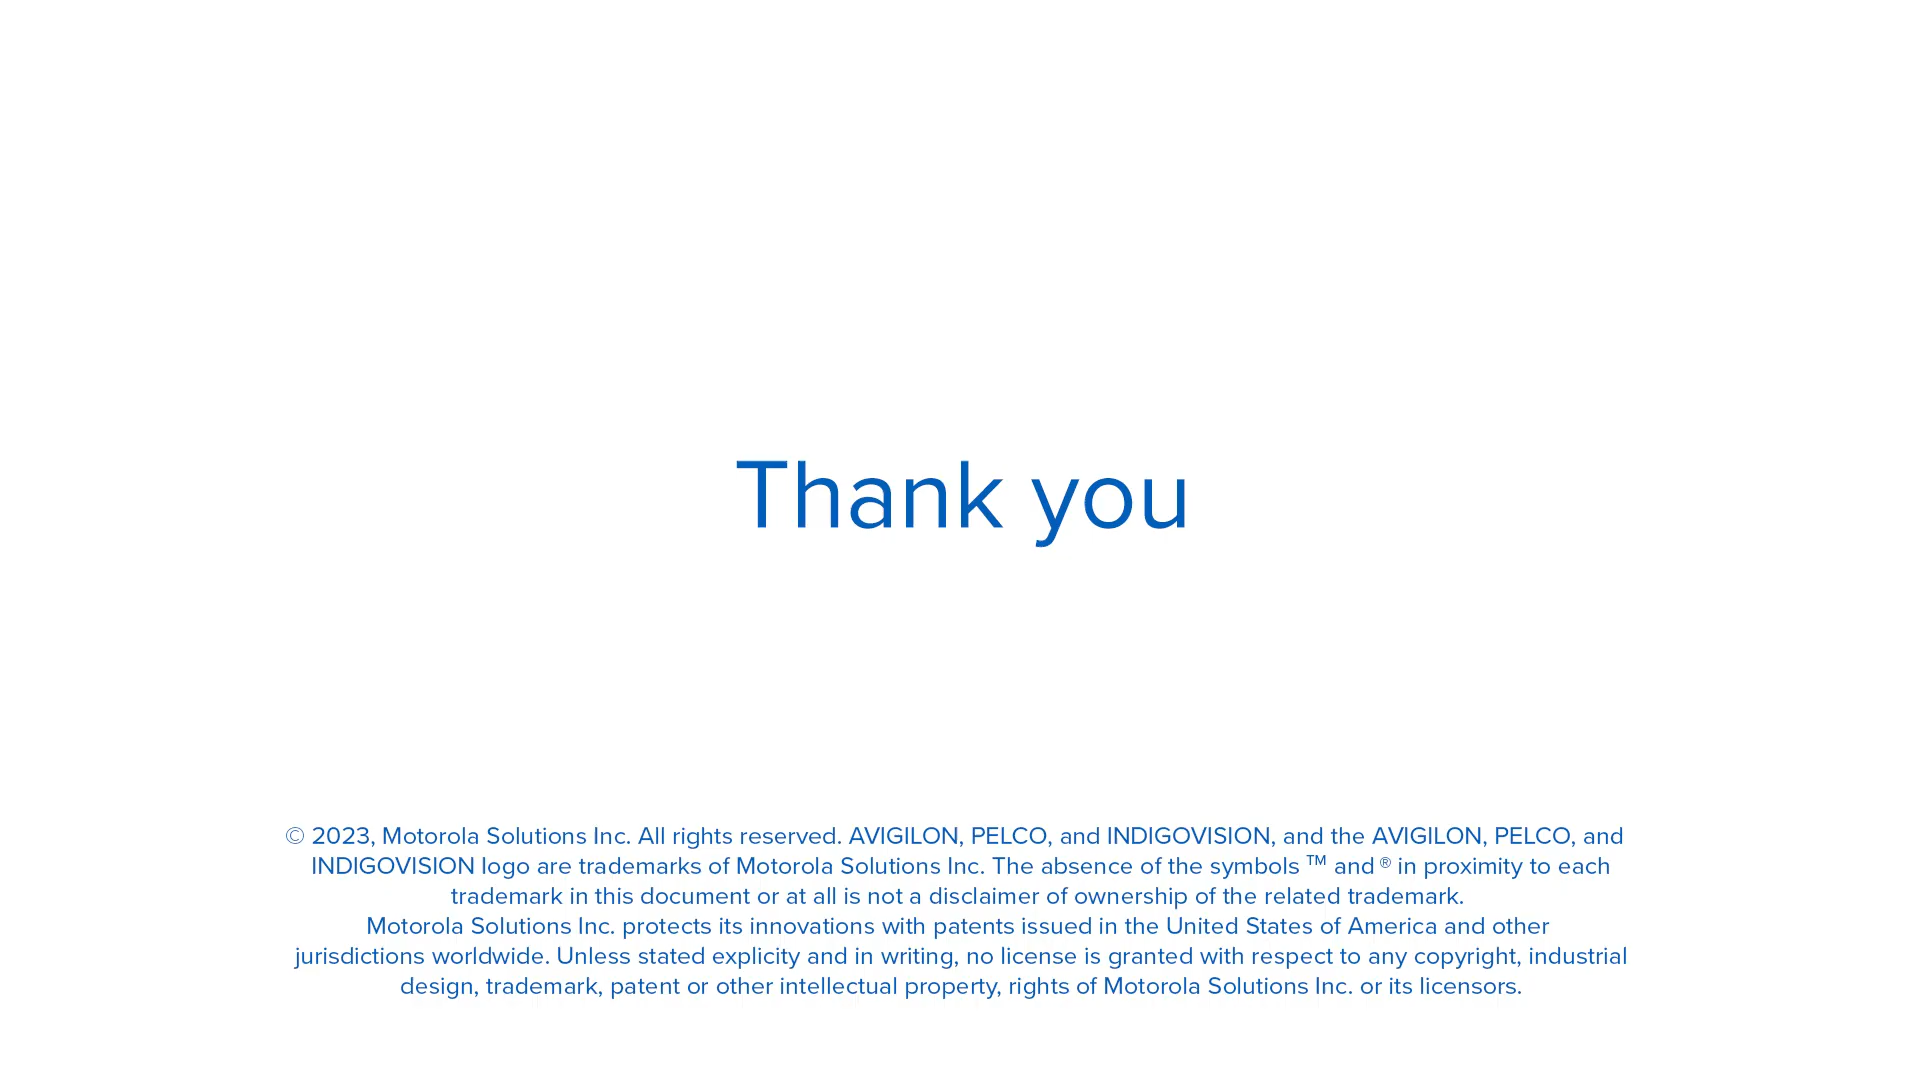 Thank you
© 2023, Motorola Solutions Inc. All rights reserved. AVIGILON, PELCO, and INDIGOVISION, and the AVIGILON, PELCO, and
INDIGOVISION logo are trademarks of Motorola Solutions Inc. The absence of the symbols ™ and ® in proximity to each
trademark in this document or at all is not a disclaimer of ownership of the related trademark.
Motorola Solutions Inc. protects its innovations with patents issued in the United States of America and other
jurisdictions worldwide. Unless stated explicity and in writing, no license is granted with respect to any copyright, industrial
design, trademark, patent or other intellectual property, rights of Motorola Solutions Inc. or its licensors.